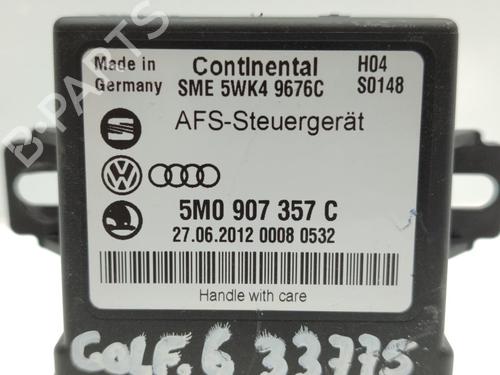 Made in Germany
Continental
SME 5WK4 9676C
H04
S0148
AFS-Steuergerät
5M0 907 357 C
27.06.2012 0008 0532
Handle with care
GOLF.6 33775